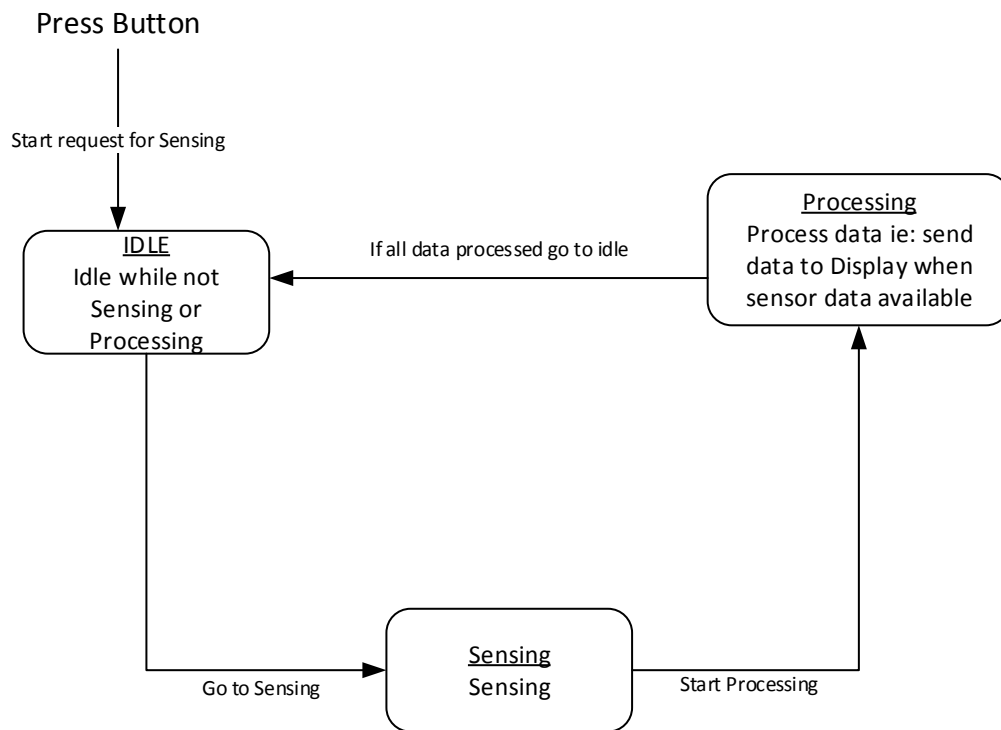 Press Button
Start request for Sensing
IDLE
Idle while not
Sensing or
Processing
If all data processed go to idle
Processing
Process data ie: send
data to Display when
sensor data available
Go to Sensing
Sensing
Sensing
Start Processing